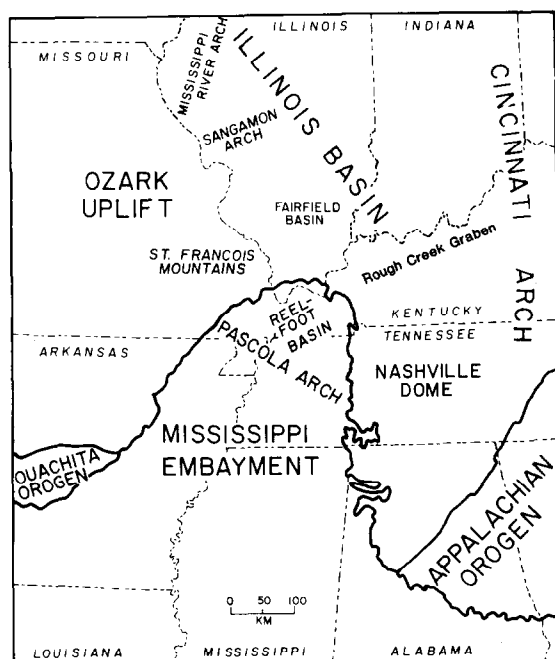 ILLINOIS
INDIANA
MISSOURI
MISSISSIPPI
RIVER ARCH
ILLINOIS BASIN
CINCINNATI ARCH
SANGAMON
ARCH
OZARK
UPLIFT
FAIRFIELD
BASIN
ST. FRANCOIS
MOUNTAINS
Rough Creek Graben
REEL-
FOOT
BASIN
KENTUCKY
TENNESSEE
ARKANSAS
PASCOLA ARCH
NASHVILLE
DOME
MISSISSIPPI
EMBAYMENT
OUACHITA
OROGEN
APPALACHIAN
OROGEN
0 50 100
KM
LOUISIANA
MISSISSIPPI
ALABAMA